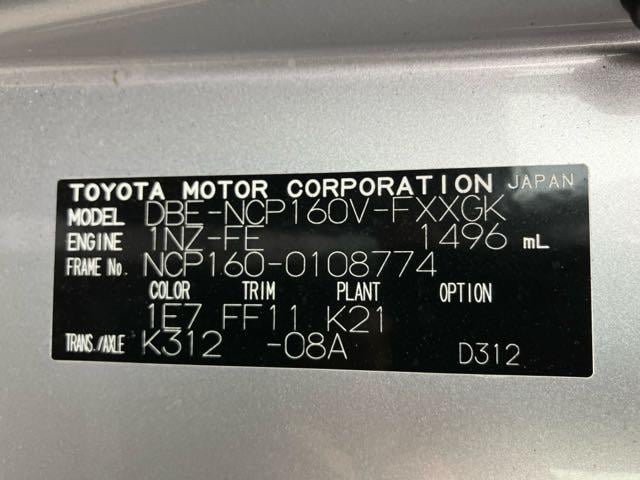 TOYOTA MOTOR CORPORATION JAPAN
MODEL DBE-NCP160V-FXXGK
ENGINE 1NZ-FE 1496 mL
FRAME No. NCP160-0108774
COLOR TRIM PLANT OPTION
1E7 FF11 K21
TRANS./AXLE K312 -08A D312